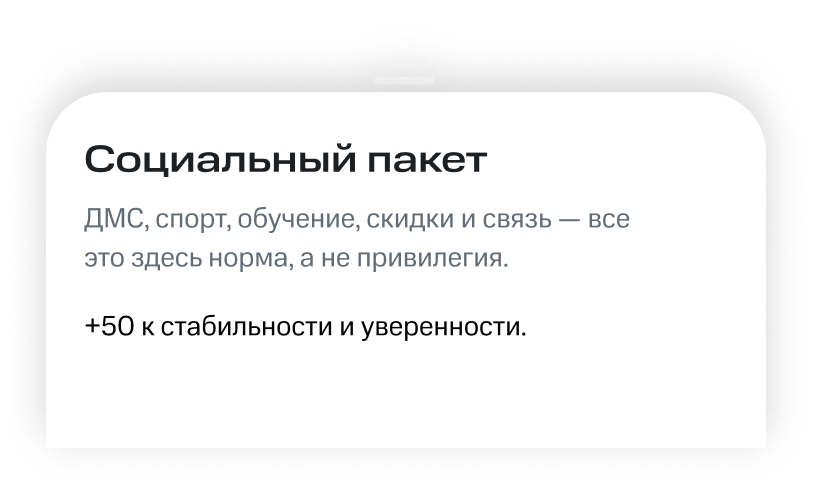 Социальный пакет
ДМС, спорт, обучение, скидки и связь — все
это здесь норма, а не привилегия.
+50 к стабильности и уверенности.